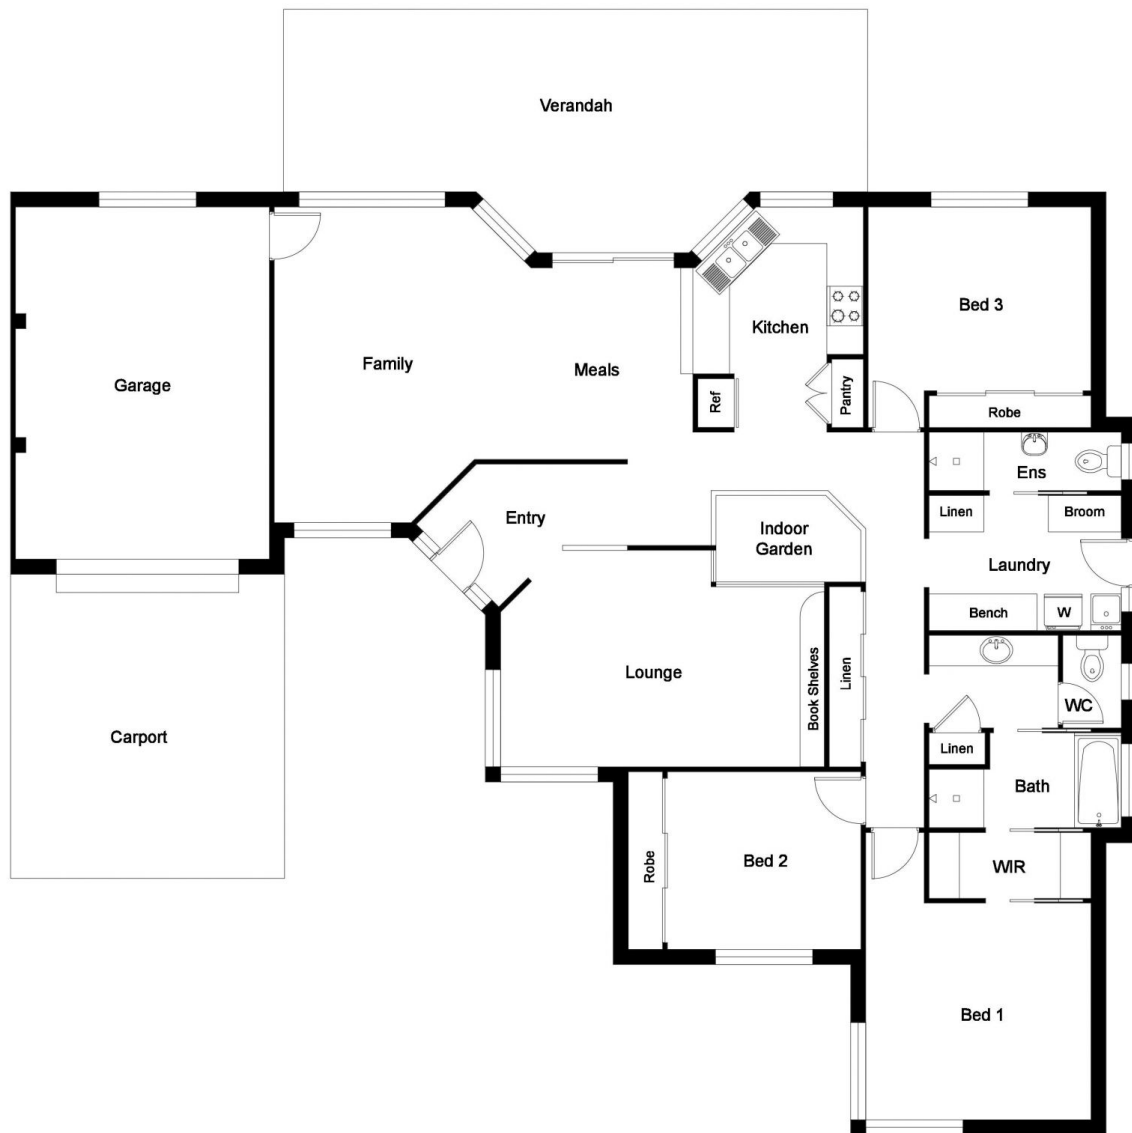 Verandah
Bed 3
Kitchen
Family
Meals
Garage
Ref
Pantry
Robe
Ens
Linen
Broom
Entry
Indoor
Garden
Laundry
Bench
W
Lounge
Book Shelves
Linen
WC
Carport
Linen
Bath
Robe
Bed 2
WIR
Bed 1